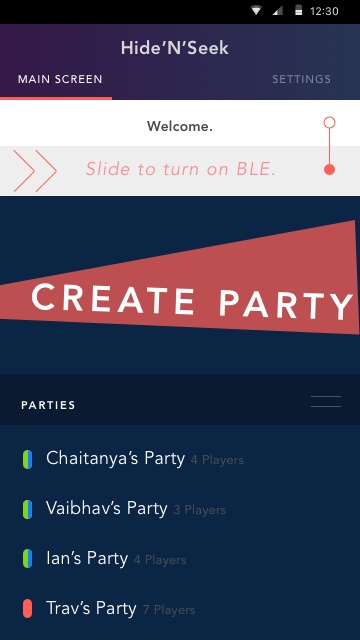 12:30
Hide'N'Seek
MAIN SCREEN SETTINGS
Welcome.
Slide to turn on BLE.
CREATE PARTY
PARTIES
Chaitanya's Party 4 Players
Vaibhav's Party 3 Players
Ian's Party 4 Players
Trav's Party 7 Players